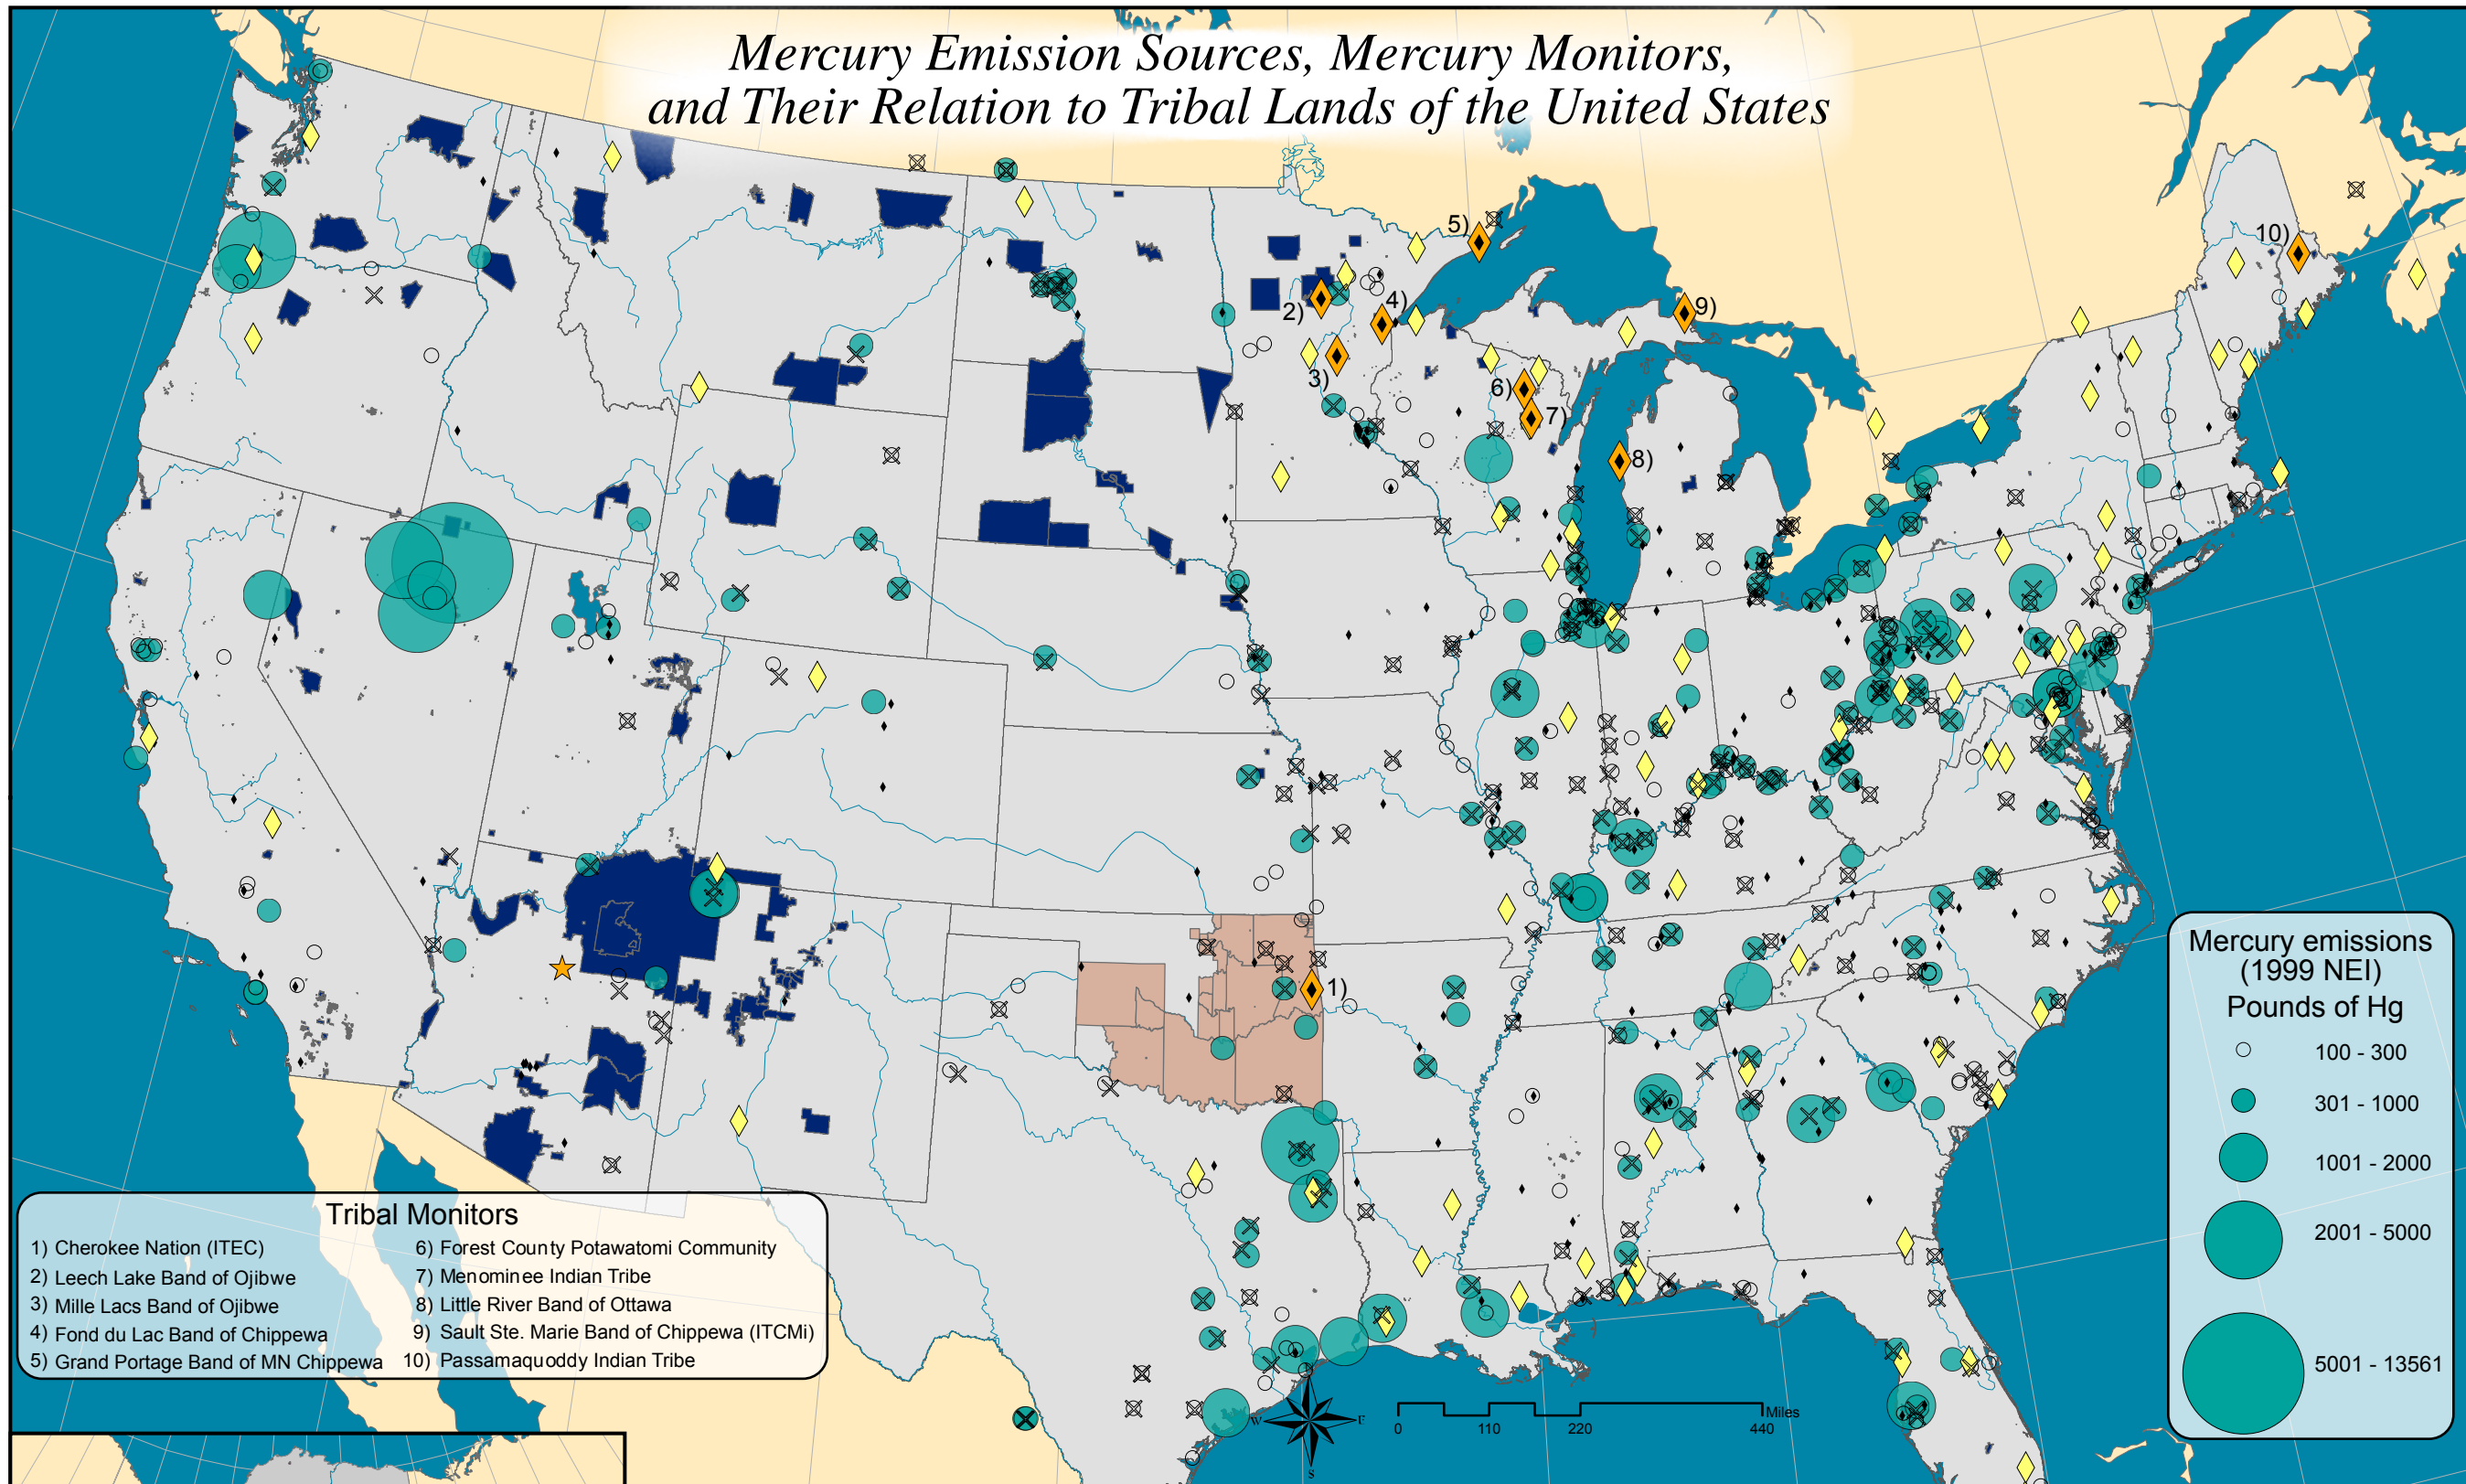 Mercury Emission Sources, Mercury Monitors,
and Their Relation to Tribal Lands of the United States
5)
10)
2)
4)
9)
3)
6)
7)
8)
1)
Mercury emissions
(1999 NEI)
Pounds of Hg
100 - 300
301 - 1000
1001 - 2000
2001 - 5000
5001 - 13561
Tribal Monitors
1) Cherokee Nation (ITEC)
2) Leech Lake Band of Ojibwe
3) Mille Lacs Band of Ojibwe
4) Fond du Lac Band of Chippewa
5) Grand Portage Band of MN Chippewa
6) Forest County Potawatomi Community
7) Menominee Indian Tribe
8) Little River Band of Ottawa
9) Sault Ste. Marie Band of Chippewa (ITCMi)
10) Passamaquoddy Indian Tribe
W E
S
Miles
0 110 220 440